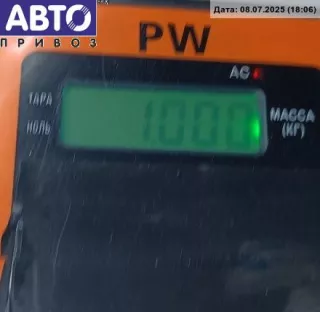 АВТО
ПРИВОЗ
Дата: 08.07.2025 (18:06)
PW
AC
ТАРА
НОЛЬ
1000
МАССА
(КГ)